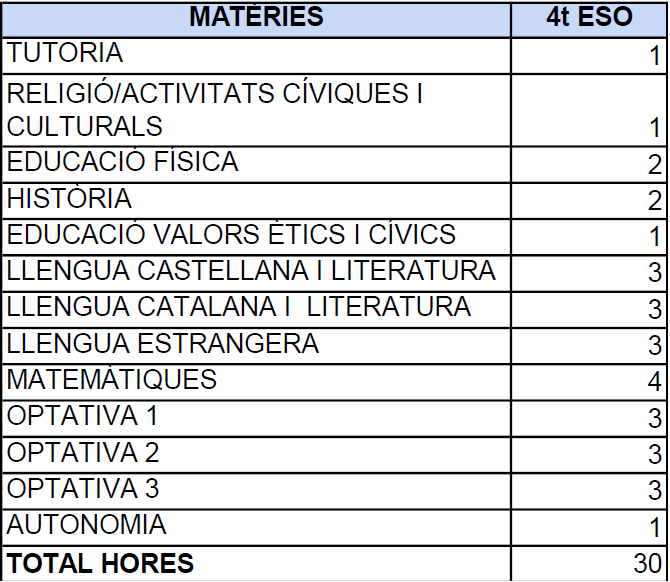 MATÈRIES 4t ESO
TUTORIA 1
RELIGIÓ/ACTIVITATS CÍVIQUES I
CULTURALS 1
EDUCACIÓ FÍSICA 2
HISTÒRIA 2
EDUCACIÓ VALORS ÈTICS I CÍVICS 1
LLENGUA CASTELLANA I LITERATURA 3
LLENGUA CATALANA I LITERATURA 3
LLENGUA ESTRANGERA 3
MATEMÀTIQUES 4
OPTATIVA 1 3
OPTATIVA 2 3
OPTATIVA 3 3
AUTONOMIA 1
TOTAL HORES 30